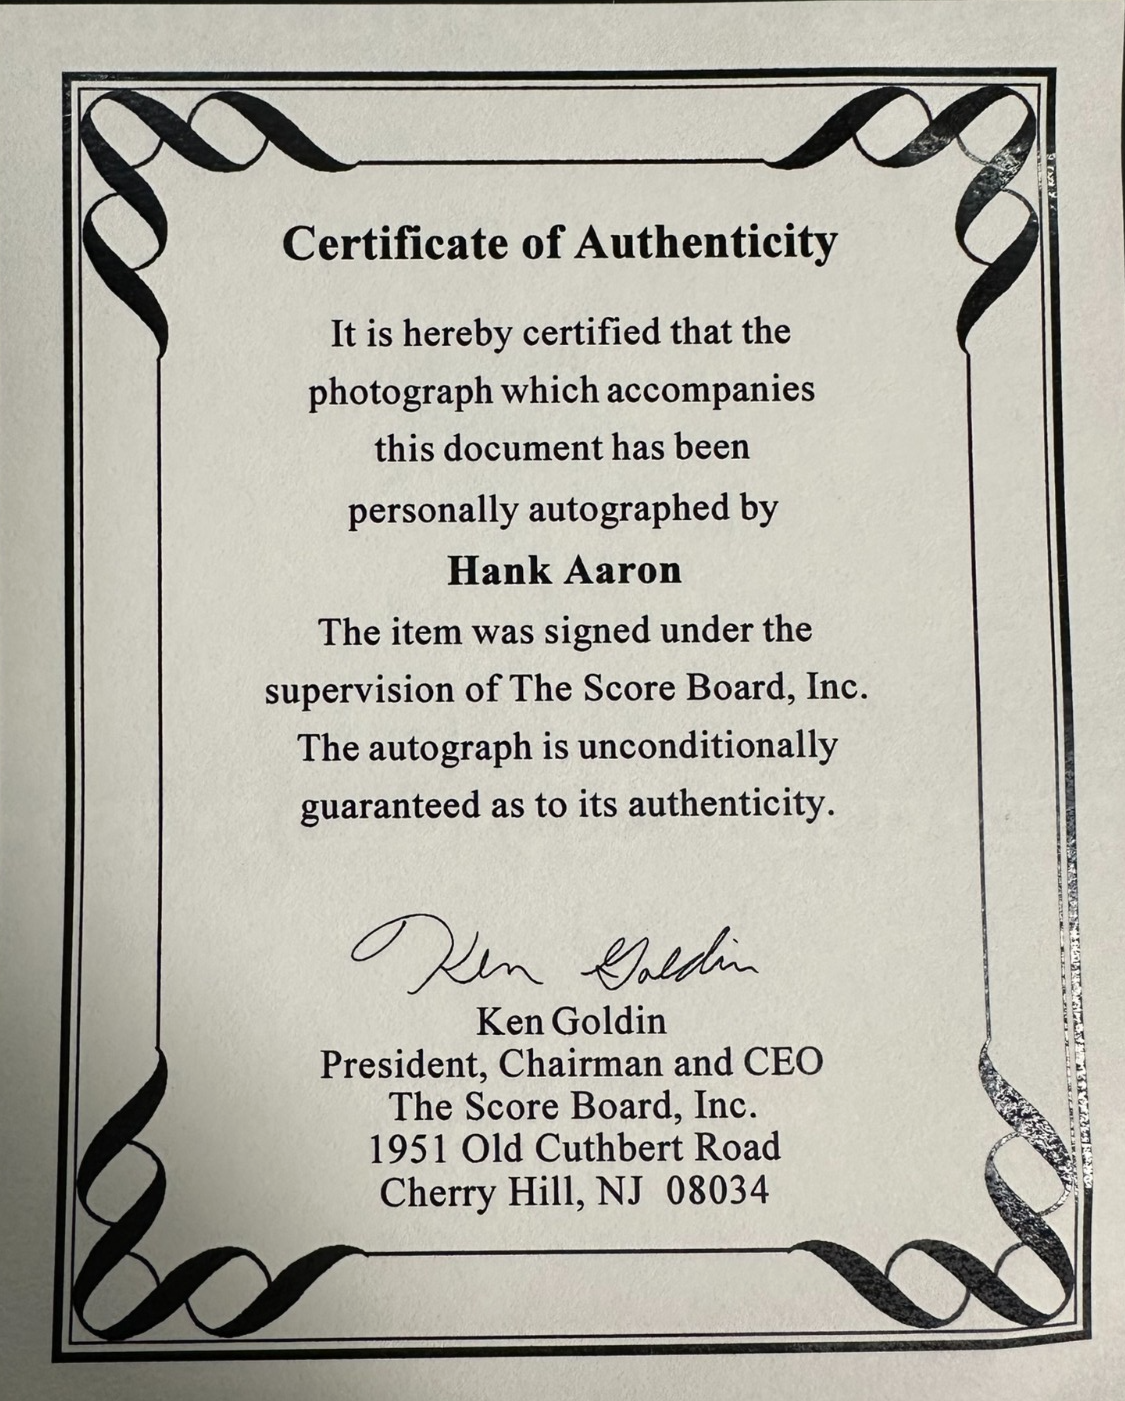 Certificate of Authenticity
It is hereby certified that the
photograph which accompanies
this document has been
personally autographed by
Hank Aaron
The item was signed under the
supervision of The Score Board, Inc.
The autograph is unconditionally
guaranteed as to its authenticity.
Ken Goldin
Ken Goldin
President, Chairman and CEO
The Score Board, Inc.
1951 Old Cuthbert Road
Cherry Hill, NJ  08034